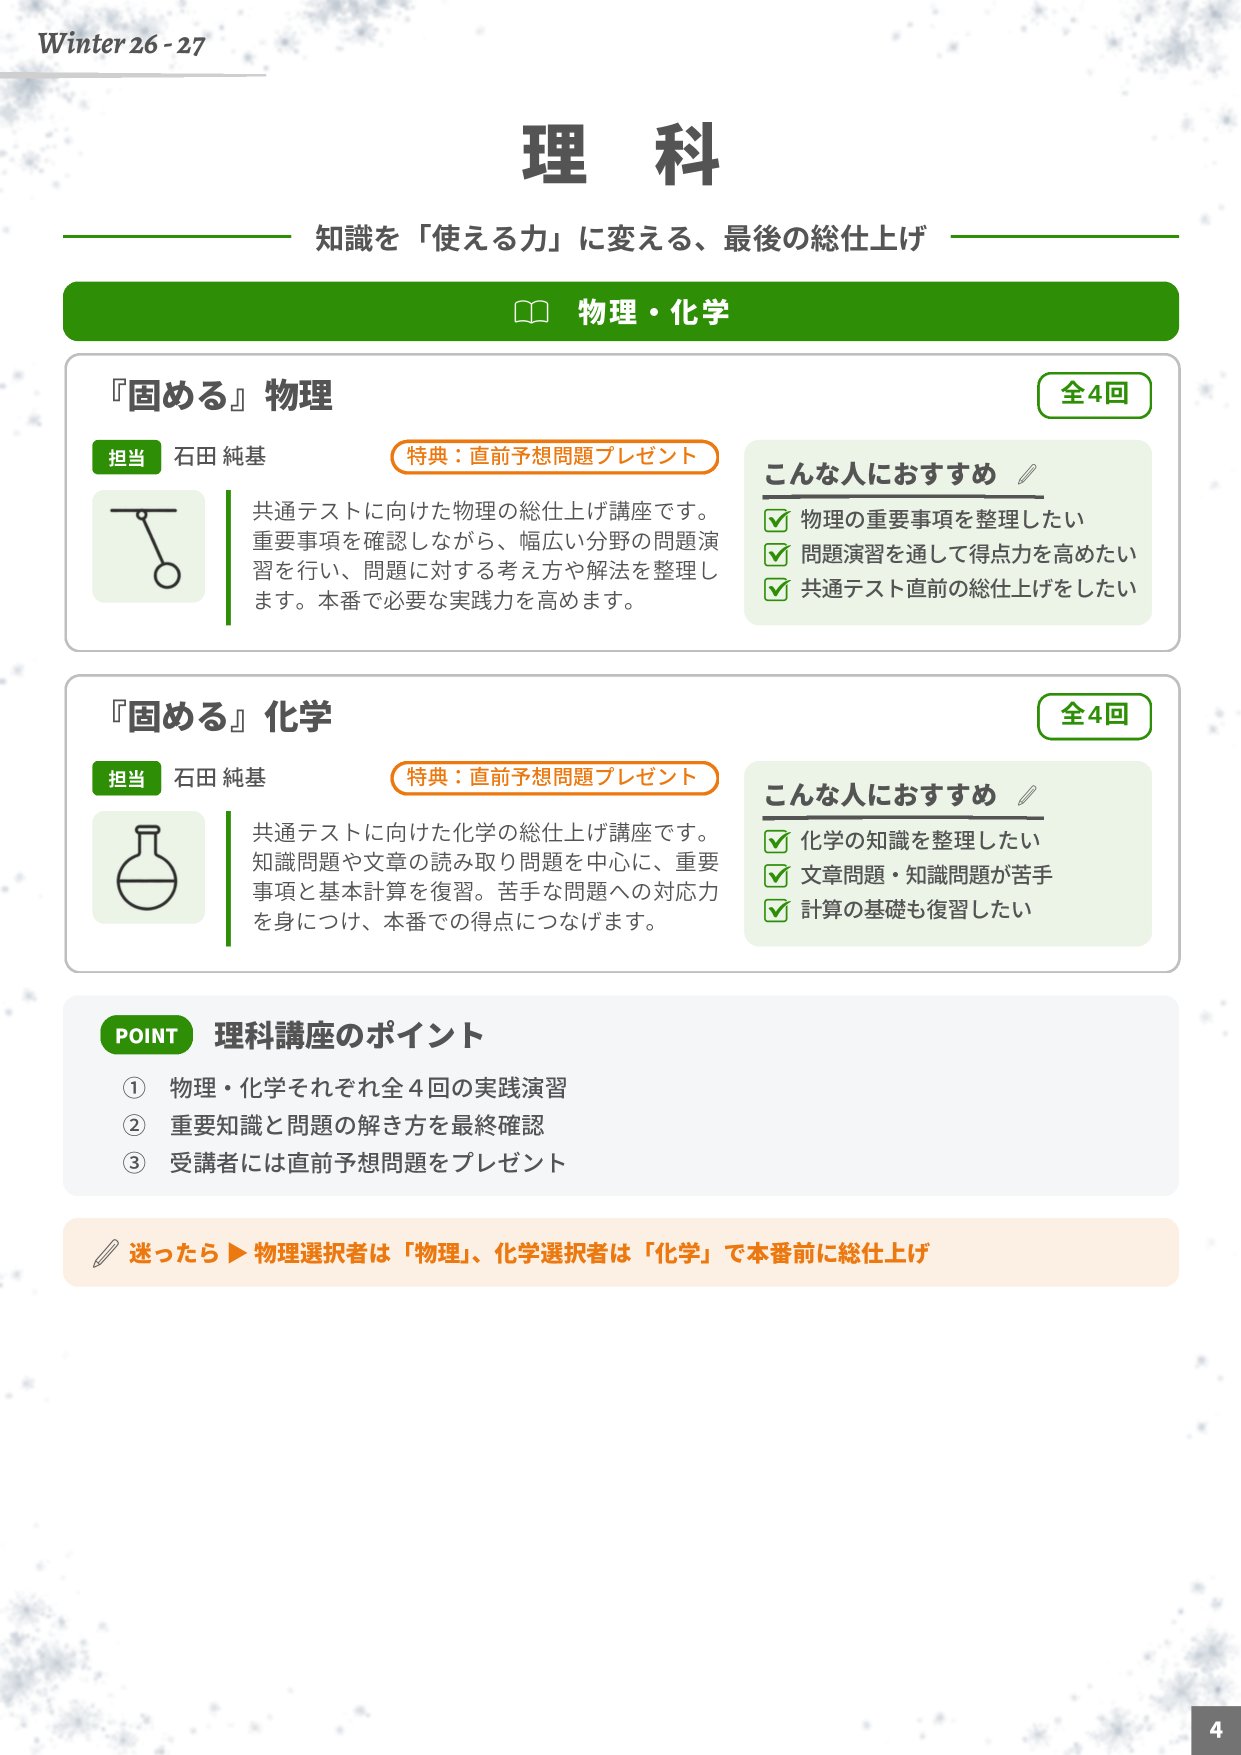 Winter 26 - 27
理　科
知識を「使える力」に変える、最後の総仕上げ
物理・化学
『固める』物理
全4回
担当 石田 純基
特典：直前予想問題プレゼント
共通テストに向けた物理の総仕上げ講座です。
重要事項を確認しながら、幅広い分野の問題演
習を行い、問題に対する考え方や解法を整理し
ます。本番で必要な実践力を高めます。
こんな人におすすめ
物理の重要事項を整理したい
問題演習を通して得点力を高めたい
共通テスト直前の総仕上げをしたい
『固める』化学
全4回
担当 石田 純基
特典：直前予想問題プレゼント
共通テストに向けた化学の総仕上げ講座です。
知識問題や文章の読み取り問題を中心に、重要
事項と基本計算を復習。苦手な問題への対応力
を身につけ、本番での得点につなげます。
こんな人におすすめ
化学の知識を整理したい
文章問題・知識問題が苦手
計算の基礎も復習したい
POINT 理科講座のポイント
① 物理・化学それぞれ全４回の実践演習
② 重要知識と問題の解き方を最終確認
③ 受講者には直前予想問題をプレゼント
迷ったら ▶ 物理選択者は「物理」、化学選択者は「化学」で本番前に総仕上げ
4